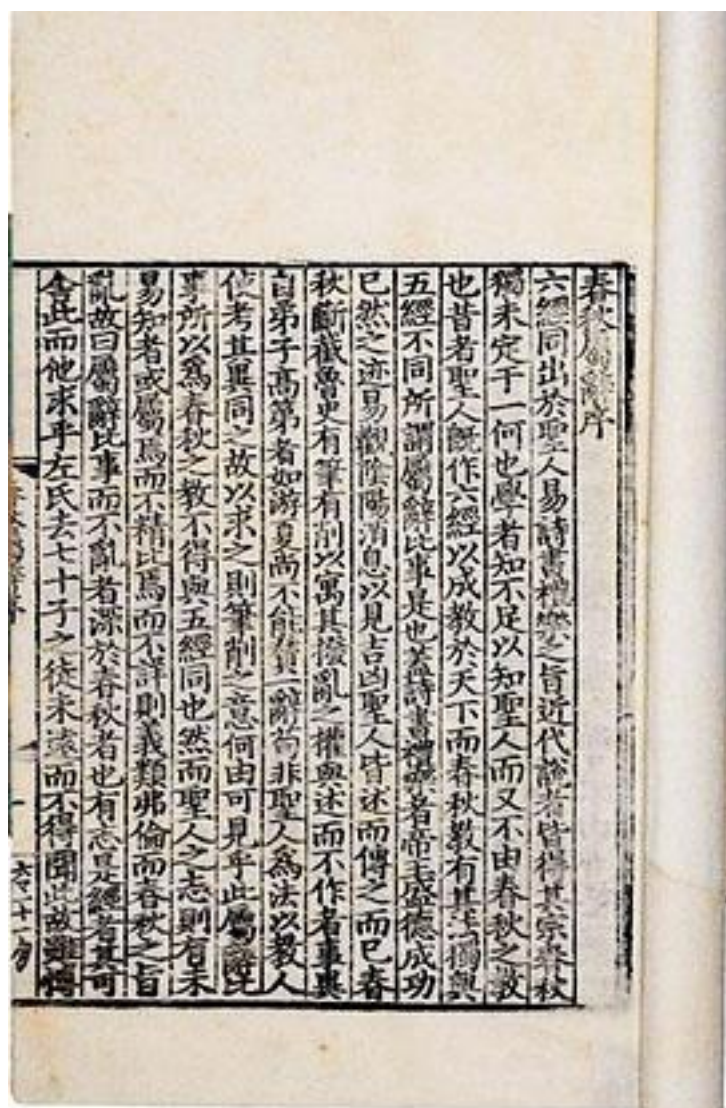 春秋屬辭序
六經同出於聖人易詩書禮樂之旨近代說者皆得其宗春秋
獨未定于一何也學者知不足以知聖人而又不由春秋之教
也昔者聖人既作六經以成教於天下而春秋教有其法獨與
五經不同所謂屬辭比事是也蓋詩書禮樂者帝王盛德成功
已然之迹易觀陰陽消息以見吉凶聖人皆述而傳之而已春
秋斷截魯史有筆有削以寓其撥亂之權與述而不作者事異
自弟子高第者如游夏尚不能贊一辭苟非聖人為法以教人
使考其異同之故以求之則筆削之意何由可見乎此屬辭比
事所以爲春秋之教不得與五經同也然而聖人之志則有未
易知者或屬焉而不精比焉而不詳則義類弗倫而春秋之旨
亂故曰屬辭比事而不亂者深於春秋者也有志是經者其可
舍此而他求乎左氏去七十子之徒未遠而不得聞此故雖傳